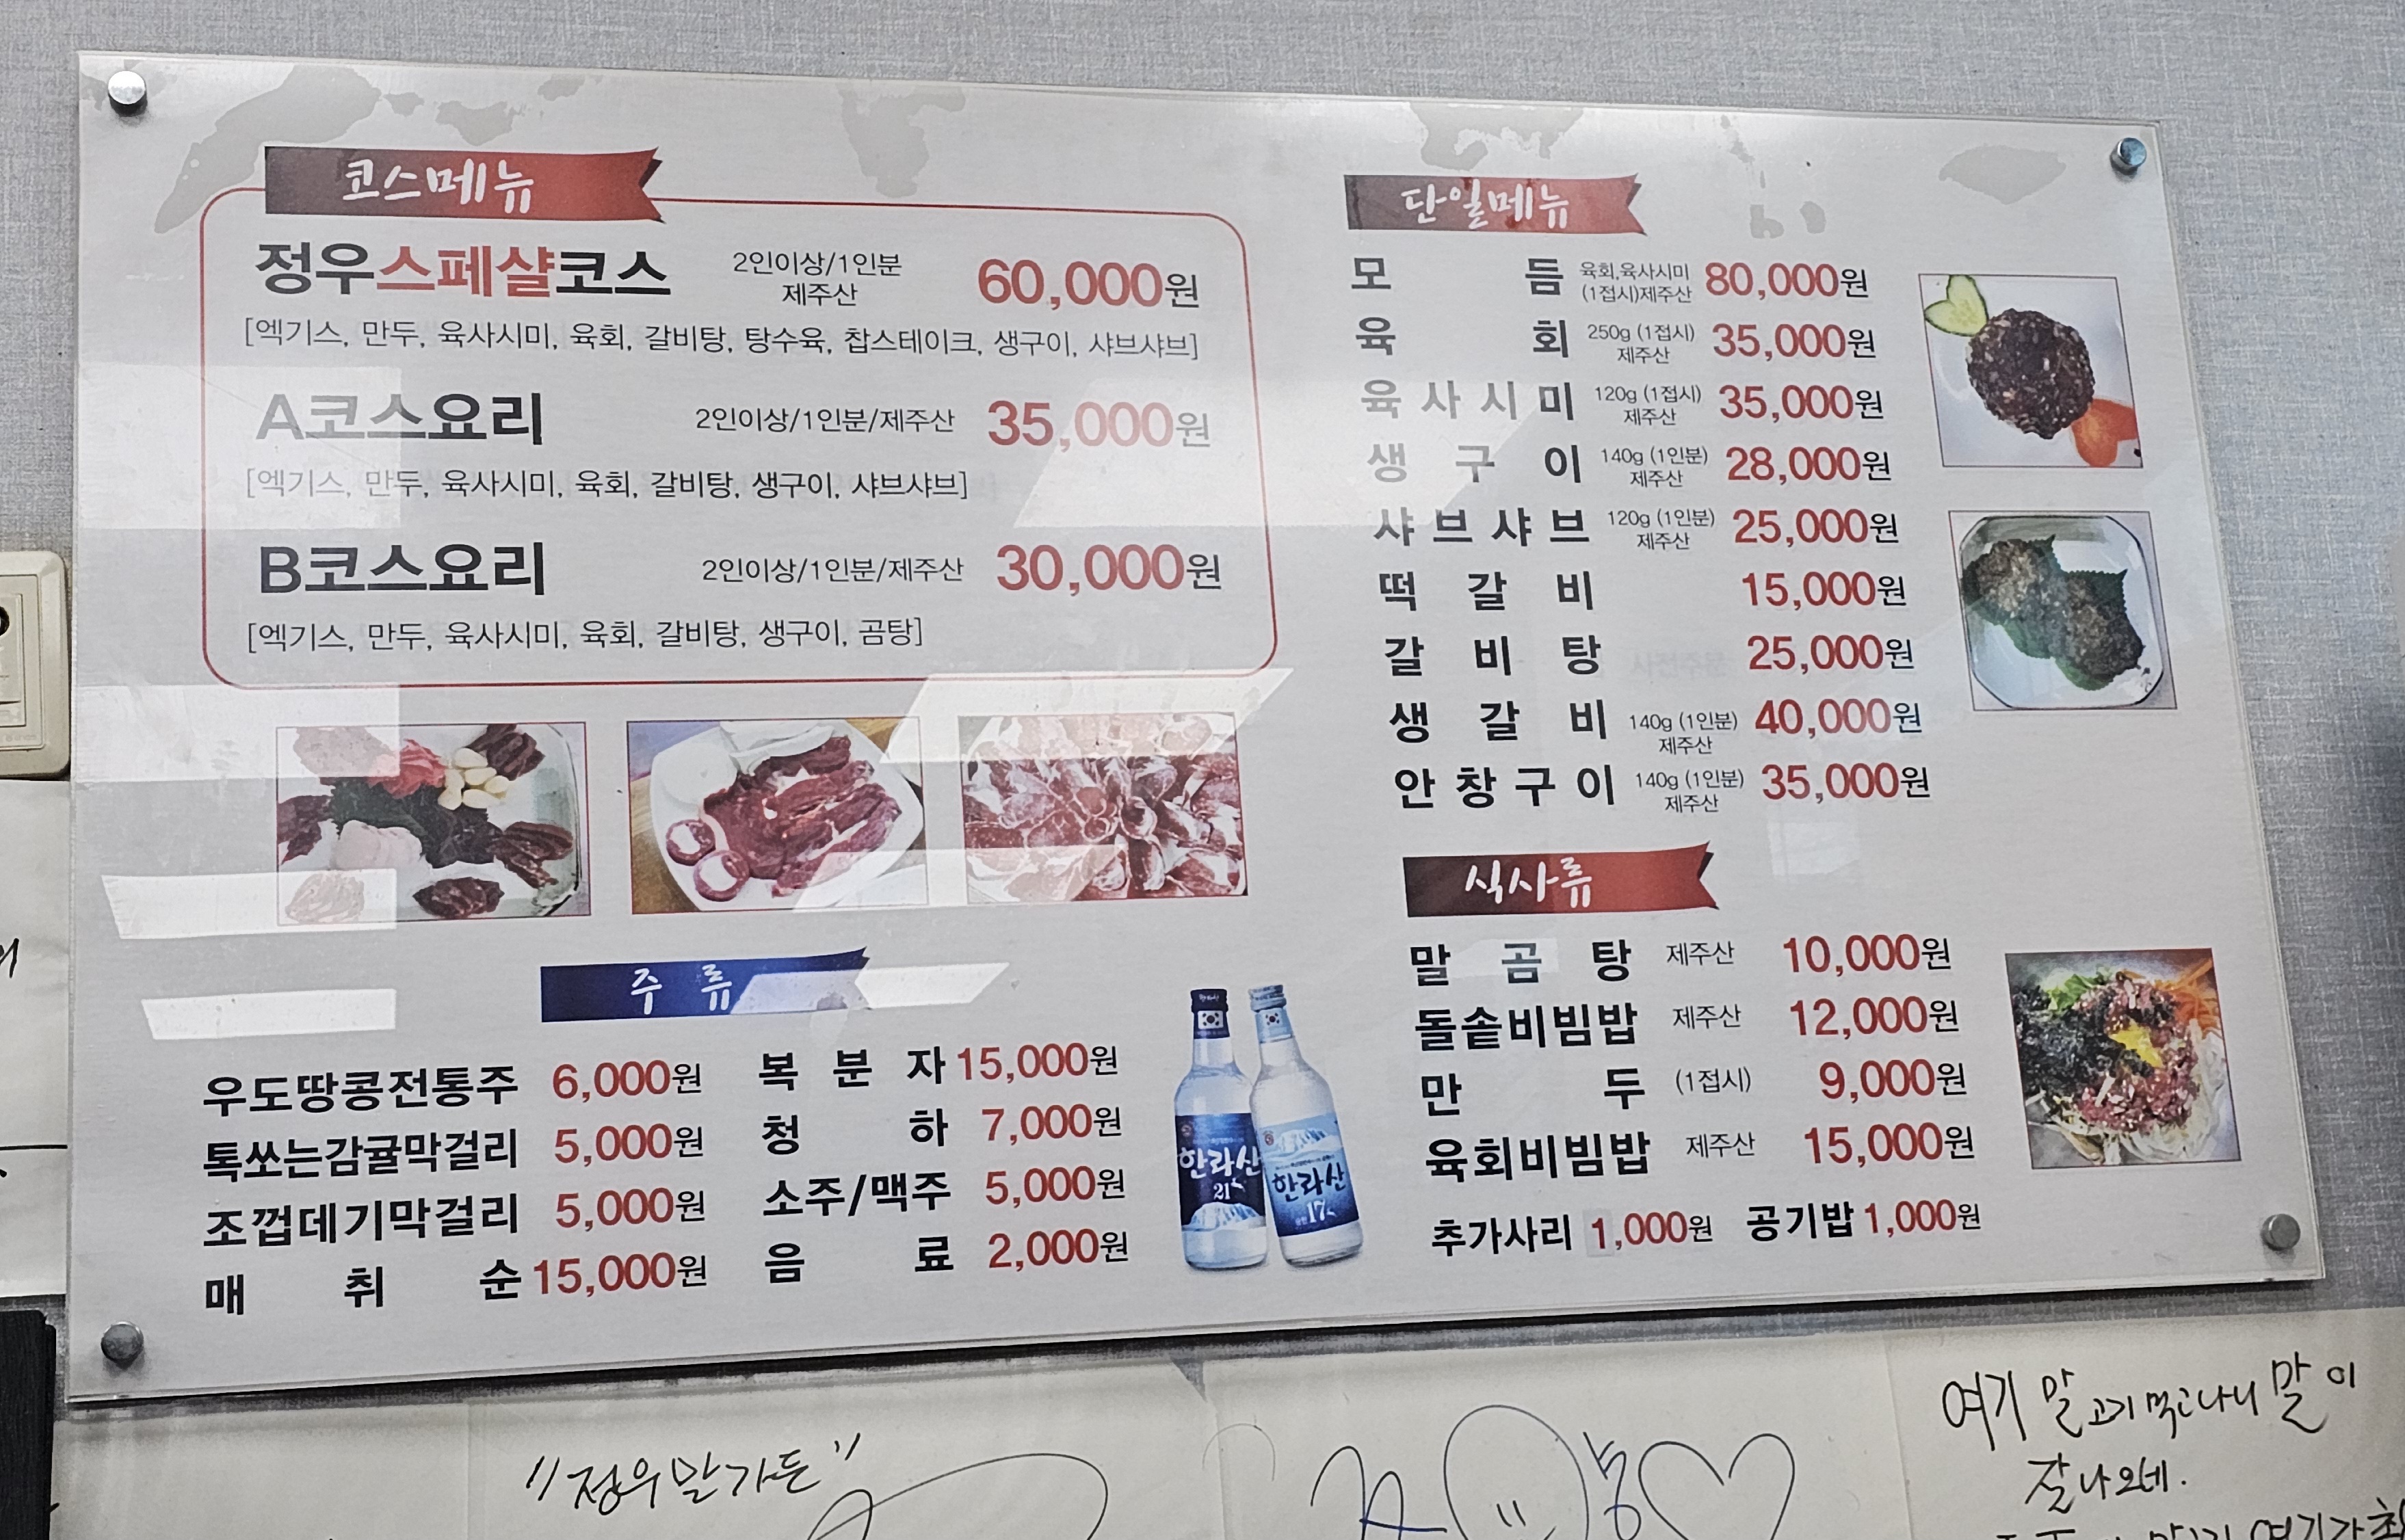 코스메뉴
정우스페샬코스 2인이상/1인분 제주산 60,000원
[엑기스, 만두, 육사시미, 육회, 갈비탕, 탕수육, 찹스테이크, 생구이, 샤브샤브]
A코스요리 2인이상/1인분/제주산 35,000원
[엑기스, 만두, 육사시미, 육회, 갈비탕, 생구이, 샤브샤브]
B코스요리 2인이상/1인분/제주산 30,000원
[엑기스, 만두, 육사시미, 육회, 갈비탕, 생구이, 곰탕]
주류
우도땅콩전통주 6,000원
톡쏘는감귤막걸리 5,000원
조껍데기막걸리 5,000원
매취순 15,000원
복분자 15,000원
청하 7,000원
소주/맥주 5,000원
음료 2,000원
한라산
21
한라산
17
단일메뉴
모듬 육회,육사시미 (1접시)제주산 80,000원
육회 250g (1접시) 제주산 35,000원
육사시미 120g (1접시) 제주산 35,000원
생구이 140g (1인분) 제주산 28,000원
샤브샤브 120g (1인분) 제주산 25,000원
떡갈비 15,000원
갈비탕 25,000원
생갈비 140g (1인분) 제주산 40,000원
안창구이 140g (1인분) 제주산 35,000원
식사류
말곰탕 제주산 10,000원
돌솥비빔밥 제주산 12,000원
만두 (1접시) 9,000원
육회비빔밥 제주산 15,000원
추가사리 1,000원 공기밥 1,000원
"정우말가든"
여기 말고기 먹고나니 말이
잘 나오네.